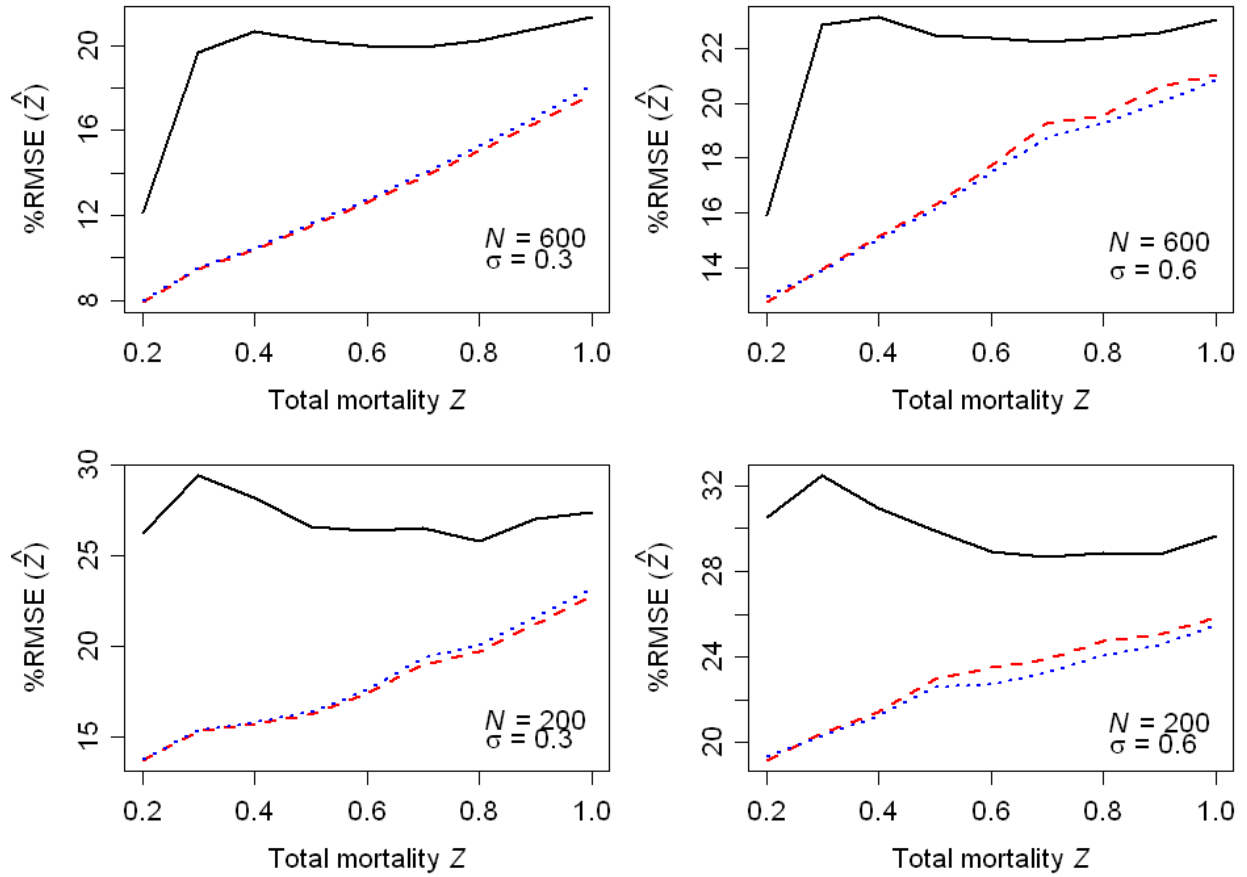 %RMSE (Ẑ)
20
16
12
8
N = 600
σ = 0.3
0.2 0.4 0.6 0.8 1.0
Total mortality Z
%RMSE (Ẑ)
22
20
18
16
14
N = 600
σ = 0.6
0.2 0.4 0.6 0.8 1.0
Total mortality Z
%RMSE (Ẑ)
30
25
20
15
N = 200
σ = 0.3
0.2 0.4 0.6 0.8 1.0
Total mortality Z
%RMSE (Ẑ)
32
28
24
20
N = 200
σ = 0.6
0.2 0.4 0.6 0.8 1.0
Total mortality Z